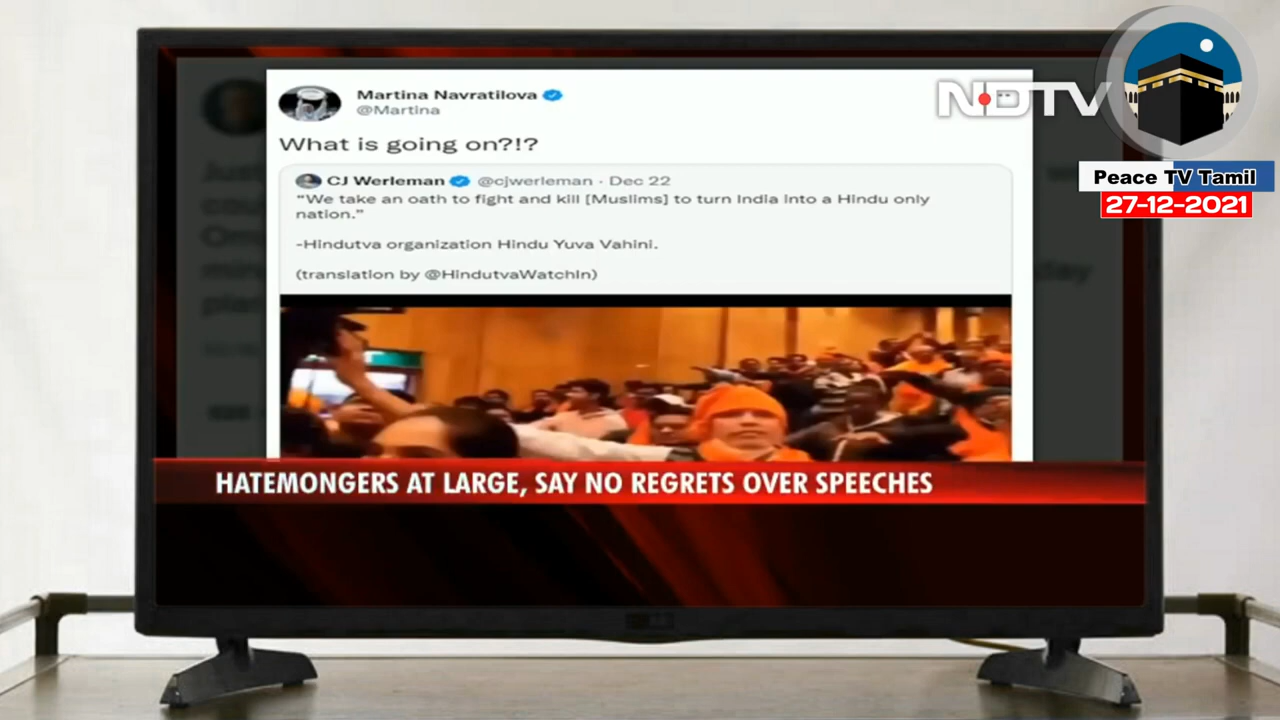 Martina Navratilova
@Martina
What is going on?!?
CJ Werleman @cjwerleman · Dec 22
“We take an oath to fight and kill [Muslims] to turn India into a Hindu only
nation.”
-Hindutva organization Hindu Yuva Vahini.
(translation by @HindutvaWatchIn)
NDTV
Peace TV Tamil
27-12-2021
HATEMONGERS AT LARGE, SAY NO REGRETS OVER SPEECHES